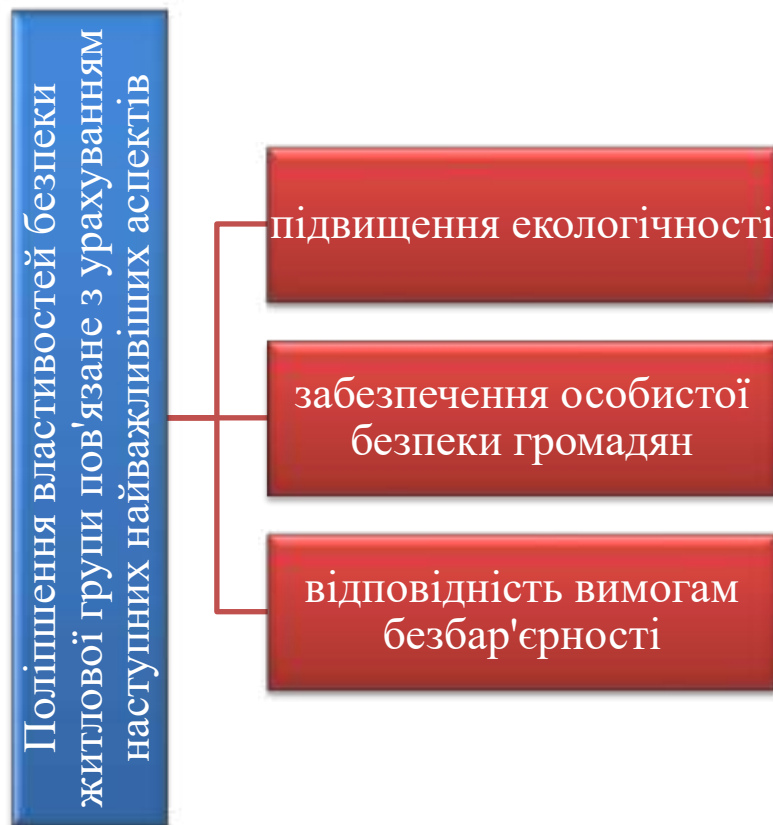 Поліпшення властивостей безпеки
житлової групи пов'язане з урахуванням
наступних найважливіших аспектів
підвищення екологічності
забезпечення особистої
безпеки громадян
відповідність вимогам
безбар'єрності